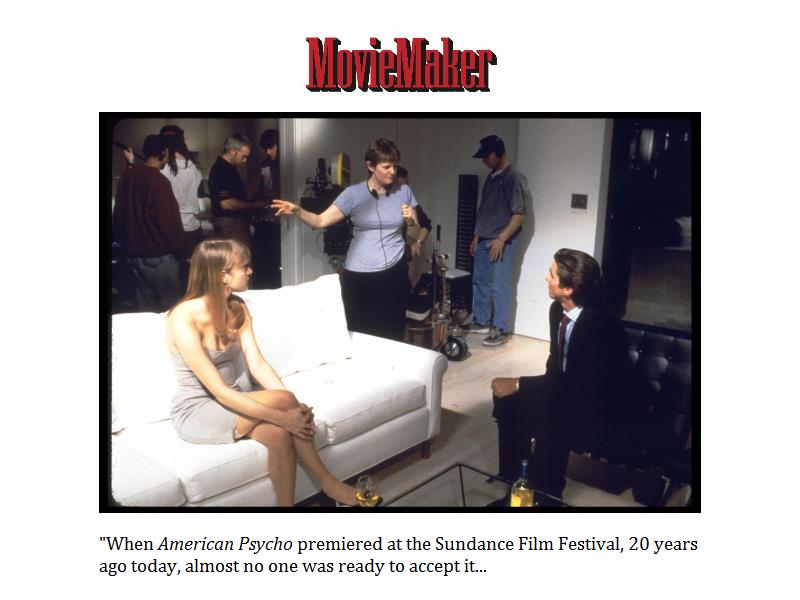 MovieMaker
"When American Psycho premiered at the Sundance Film Festival, 20 years
ago today, almost no one was ready to accept it...